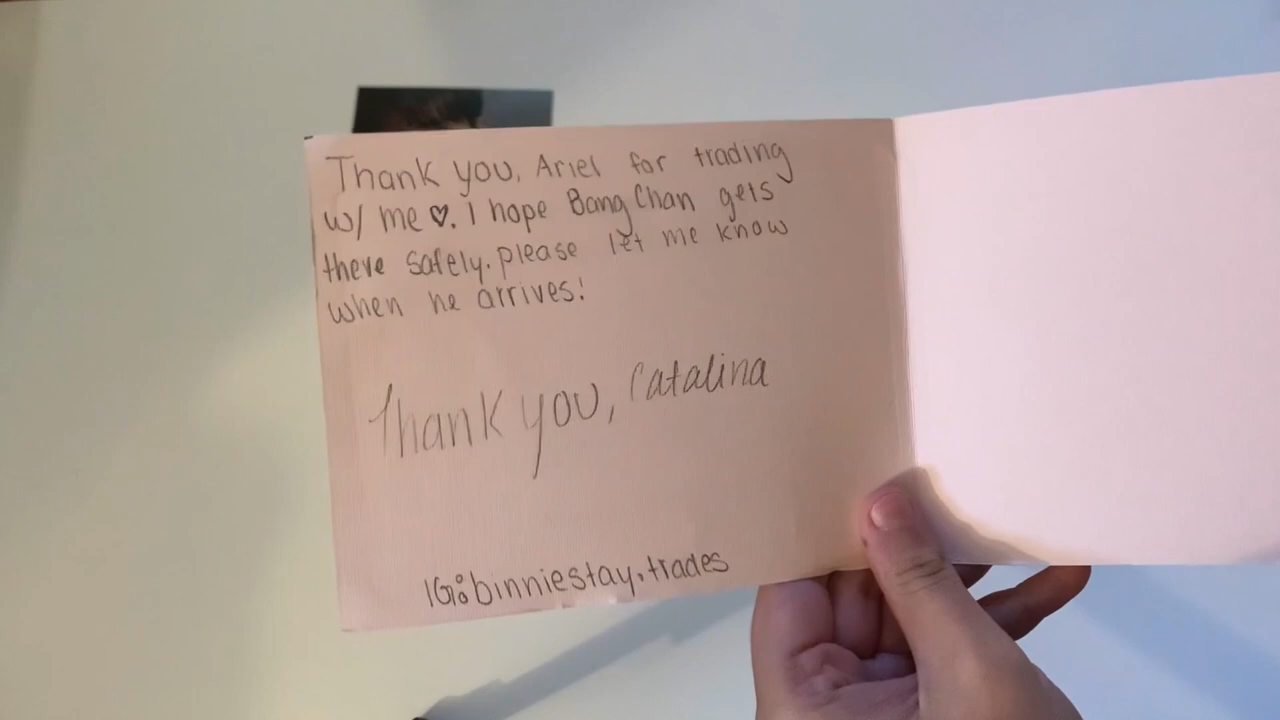 Thank you, Ariel for trading
w/ me ♡. I hope Bang Chan gets
there safely. please let me know
when he arrives!
Thank you, Catalina
IG: binniestay.trades